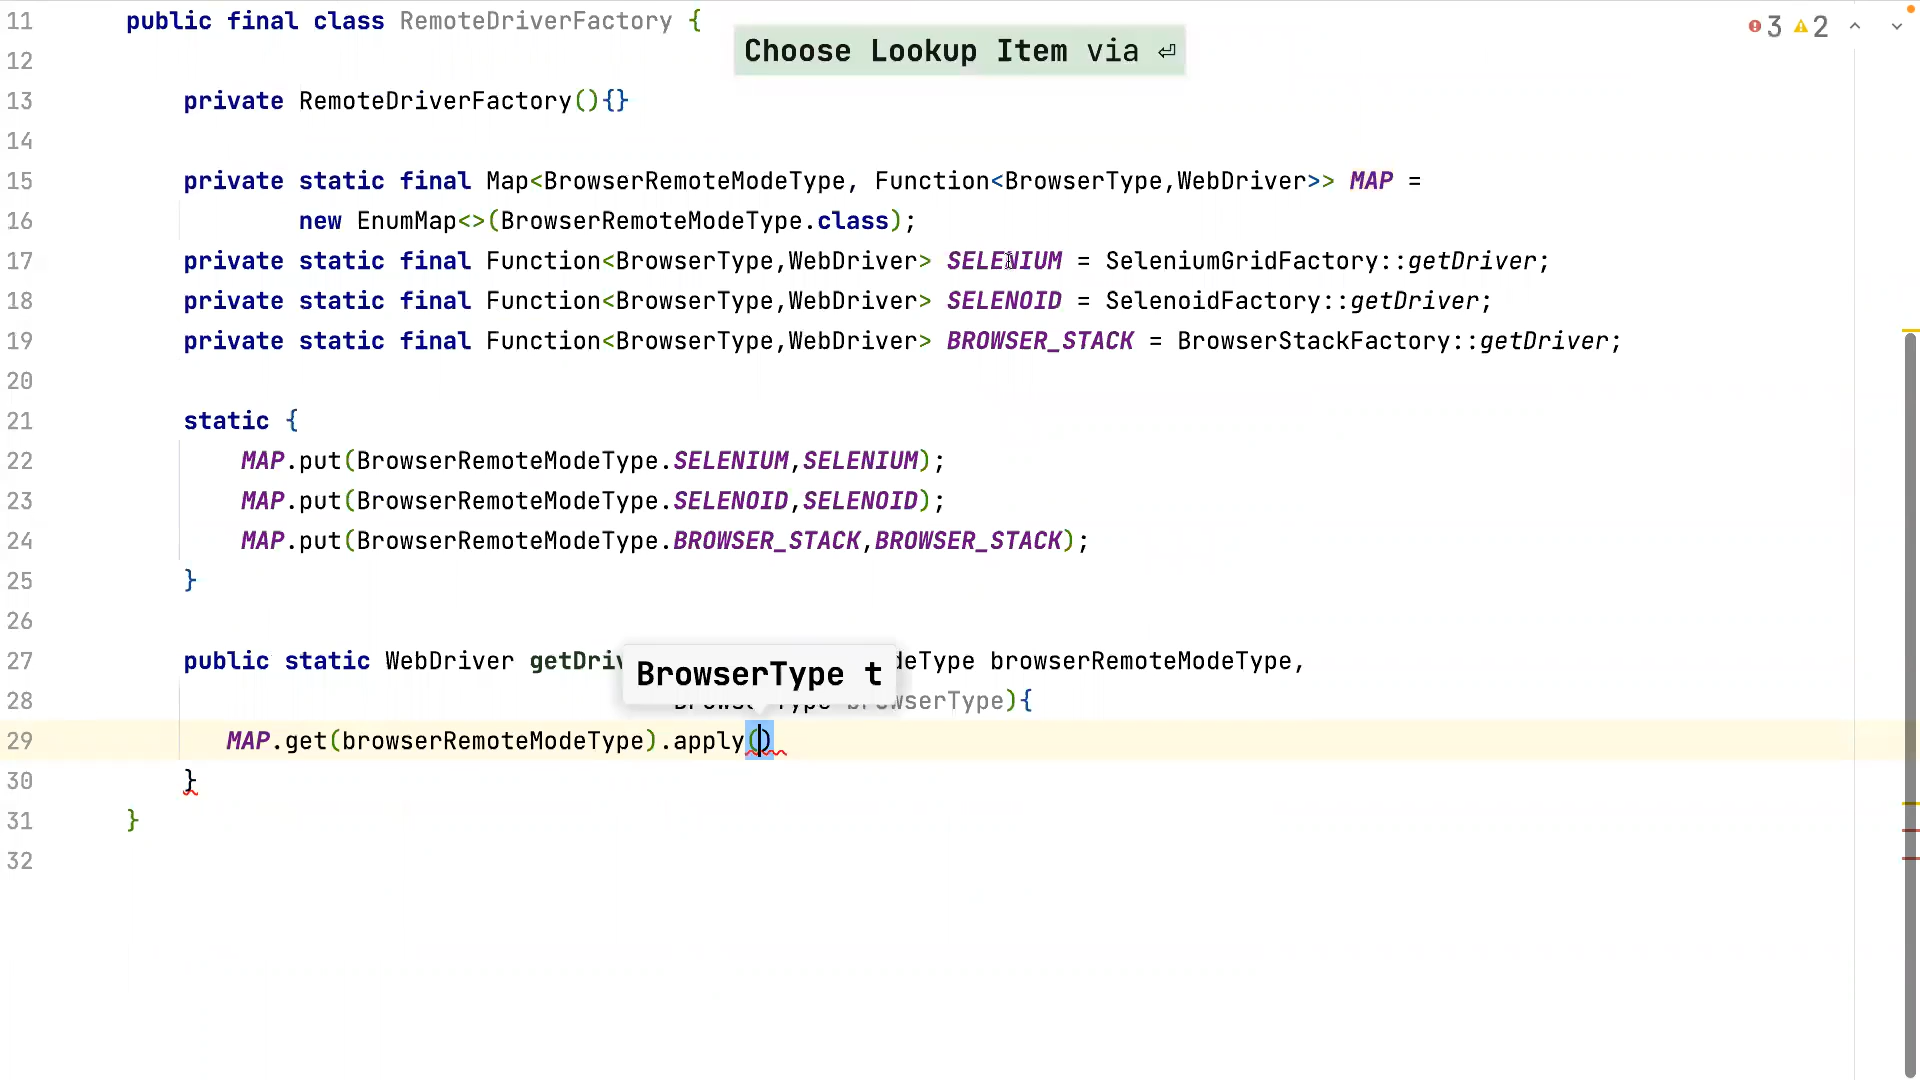 11 public final class RemoteDriverFactory {
Choose Lookup Item via ⏎
3 2
12
13 private RemoteDriverFactory(){}
14
15 private static final Map<BrowserRemoteModeType, Function<BrowserType,WebDriver>> MAP =
16 new EnumMap<>(BrowserRemoteModeType.class);
17 private static final Function<BrowserType,WebDriver> SELENIUM = SeleniumGridFactory::getDriver;
18 private static final Function<BrowserType,WebDriver> SELENOID = SelenoidFactory::getDriver;
19 private static final Function<BrowserType,WebDriver> BROWSER_STACK = BrowserStackFactory::getDriver;
20
21 static {
22 MAP.put(BrowserRemoteModeType.SELENIUM,SELENIUM);
23 MAP.put(BrowserRemoteModeType.SELENOID,SELENOID);
24 MAP.put(BrowserRemoteModeType.BROWSER_STACK,BROWSER_STACK);
25 }
26
27 public static WebDriver getDriv deType browserRemoteModeType,
BrowserType t
28 browserType){
29 MAP.get(browserRemoteModeType).apply()
30 }
31 }
32